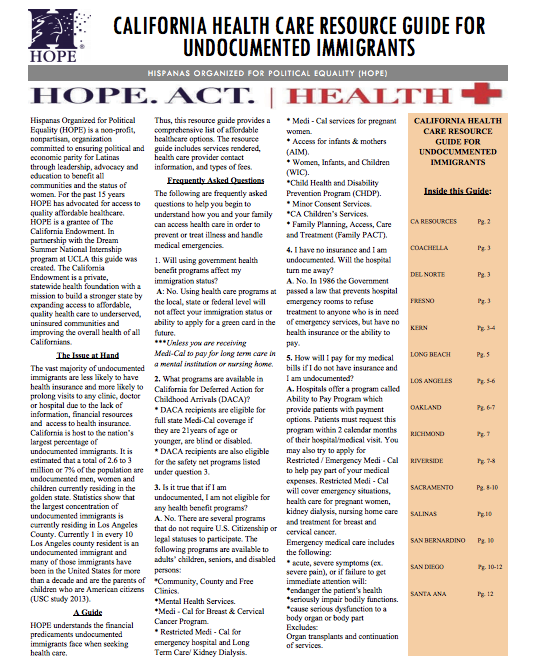 HOPE
CALIFORNIA HEALTH CARE RESOURCE GUIDE FOR
UNDOCUMENTED IMMIGRANTS
HISPANAS ORGANIZED FOR POLITICAL EQUALITY (HOPE)
HOPE. ACT. | HEALTH
Hispanas Organized for Political
Equality (HOPE) is a non-profit,
nonpartisan, organization
committed to ensuring political and
economic parity for Latinas
through leadership, advocacy and
education to benefit all
communities and the status of
women. For the past 15 years
HOPE has advocated for access to
quality affordable healthcare.
HOPE is a grantee of The
California Endowment. In
partnership with the Dream
Summer National Internship
program at UCLA this guide was
created. The California
Endowment is a private,
statewide health foundation with a
mission to build a stronger state by
expanding access to affordable,
quality health care to underserved,
uninsured communities and
improving the overall health of all
Californians.
The Issue at Hand
The vast majority of undocumented
immigrants are less likely to have
health insurance and more likely to
prolong visits to any clinic, doctor
or hospital due to the lack of
information, financial resources
and access to health insurance.
California is host to the nation's
largest percentage of
undocumented immigrants. It is
estimated that a total of 2.6 to 3
million or 7% of the population are
undocumented men, women and
children currently residing in the
golden state. Statistics show that
the largest concentration of
undocumented immigrants is
currently residing in Los Angeles
County. Currently 1 in every 10
Los Angeles county resident is an
undocumented immigrant and
many of those immigrants have
been in the United States for more
than a decade and are the parents of
children who are American citizens
(USC study 2013).
A Guide
HOPE understands the financial
predicaments undocumented
immigrants face when seeking
health care.
Thus, this resource guide provides a
comprehensive list of affordable
healthcare options. The resource
guide includes services rendered,
health care provider contact
information, and types of fees.
Frequently Asked Questions
The following are frequently asked
questions to help you begin to
understand how you and your family
can access health care in order to
prevent or treat illness and handle
medical emergencies.
1. Will using government health
benefit programs affect my
immigration status?
A: No. Using health care programs at
the local, state or federal level will
not affect your immigration status or
ability to apply for a green card in the
future.
***Unless you are receiving
Medi-Cal to pay for long term care in
a mental institution or nursing home.
2. What programs are available in
California for Deferred Action for
Childhood Arrivals (DACA)?
* DACA recipients are eligible for
full state Medi-Cal coverage if
they are 21years of age or
younger, are blind or disabled.
* DACA recipients are also eligible
for the safety net programs listed
under question 3.
3. Is it true that if I am
undocumented, I am not eligible for
any health benefit programs?
A. No. There are several programs
that do not require U.S. Citizenship or
legal statuses to participate. The
following programs are available to
adults' children, seniors, and disabled
persons:
*Community, County and Free
Clinics.
*Mental Health Services.
*Medi - Cal for Breast & Cervical
Cancer Program.
* Restricted Medi - Cal for
emergency hospital and Long
Term Care/ Kidney Dialysis.
* Medi - Cal services for pregnant
women.
* Access for infants & mothers
(AIM).
* Women, Infants, and Children
(WIC).
*Child Health and Disability
Prevention Program (CHDP).
* Minor Consent Services.
*CA Children's Services.
* Family Planning, Access, Care
and Treatment (Family PACT).
4. I have no insurance and I am
undocumented. Will the hospital
turn me away?
A. No. In 1986 the Government
passed a law that prevents hospital
emergency rooms to refuse
treatment to anyone who is in need
of emergency services, but have no
health insurance or the ability to
pay.
5. How will I pay for my medical
bills if I do not have insurance and
I am undocumented?
A. Hospitals offer a program called
Ability to Pay Program which
provide patients with payment
options. Patients must request this
program within 2 calendar months
of their hospital/medical visit. You
may also try to apply for
Restricted / Emergency Medi - Cal
to help pay part of your medical
expenses. Restricted Medi - Cal
will cover emergency situations,
health care for pregnant women,
kidney dialysis, nursing home care
and treatment for breast and
cervical cancer.
Emergency medical care includes
the following:
* acute, severe symptoms (ex.
severe pain), or if failure to get
immediate attention will:
*endanger the patient's health
*seriously impair bodily functions.
*cause serious dysfunction to a
body organ or body part
Excludes:
Organ transplants and continuation
of services.
CALIFORNIA HEALTH
CARE RESOURCE
GUIDE FOR
UNDOCUMMENTED
IMMIGRANTS
Inside this Guide:
CA RESOURCES Pg. 2
COACHELLA Pg. 3
DEL NORTE Pg. 3
FRESNO Pg. 3
KERN Pg. 3-4
LONG BEACH Pg. 5
LOS ANGELES Pg. 5-6
OAKLAND Pg. 6-7
RICHMOND Pg. 7
RIVERSIDE Pg. 7-8
SACRAMENTO Pg. 8-10
SALINAS Pg.10
SAN BERNARDINO Pg. 10
SAN DIEGO Pg. 10-12
SANTA ANA Pg. 12